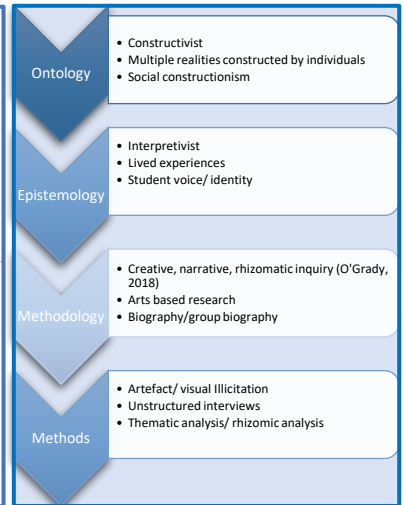 Ontology
• Constructivist
• Multiple realities constructed by individuals
• Social constructionism
Epistemology
• Interpretivist
• Lived experiences
• Student voice/ identity
Methodology
• Creative, narrative, rhizomatic inquiry (O'Grady,
2018)
• Arts based research
• Biography/group biography
Methods
• Artefact/ visual Illicitation
• Unstructured interviews
• Thematic analysis/ rhizomic analysis